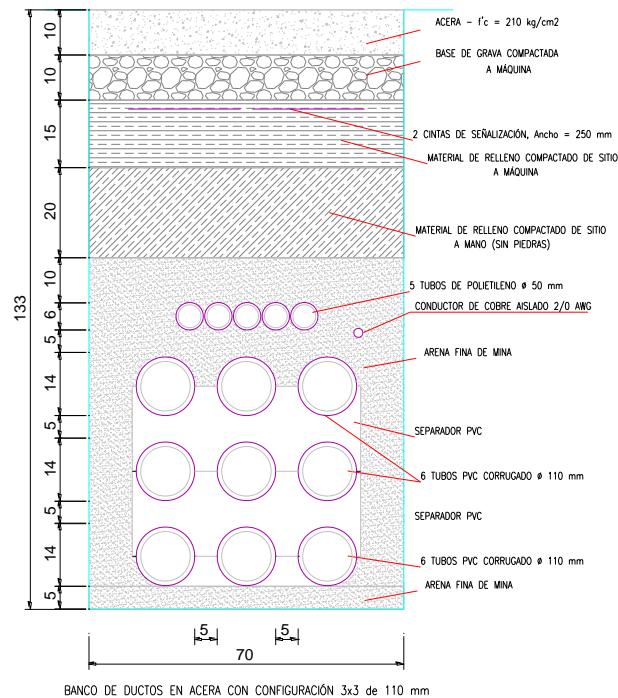 ACERA - f'c = 210 kg/cm2
BASE DE GRAVA COMPACTADA
A MÁQUINA
2 CINTAS DE SEÑALIZACIÓN, Ancho = 250 mm
MATERIAL DE RELLENO COMPACTADO DE SITIO
A MÁQUINA
MATERIAL DE RELLENO COMPACTADO DE SITIO
A MANO (SIN PIEDRAS)
5 TUBOS DE POLIETILENO ø 50 mm
CONDUCTOR DE COBRE AISLADO 2/0 AWG
ARENA FINA DE MINA
SEPARADOR PVC
6 TUBOS PVC CORRUGADO ø 110 mm
SEPARADOR PVC
6 TUBOS PVC CORRUGADO ø 110 mm
ARENA FINA DE MINA
10
10
15
20
10
6
5
14
5
14
5
14
5
133
5
5
70
BANCO DE DUCTOS EN ACERA CON CONFIGURACIÓN 3x3 de 110 mm